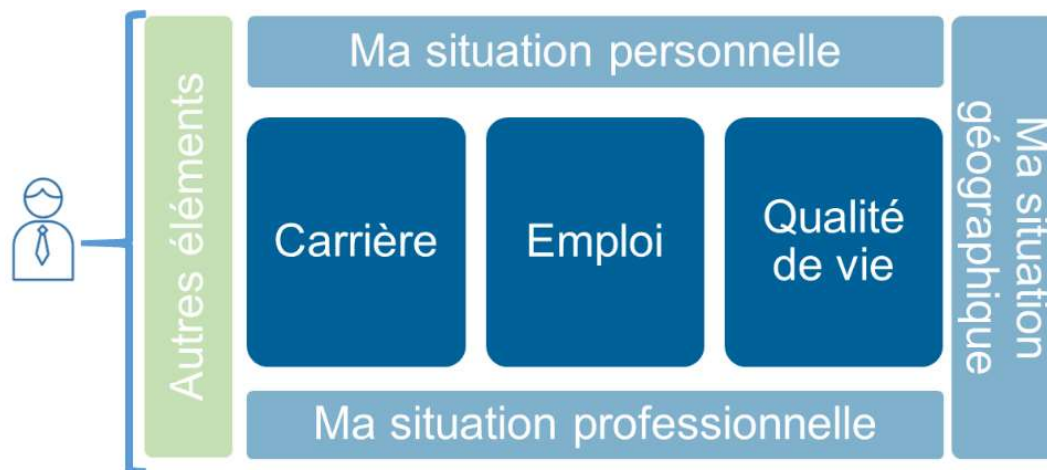 Autres éléments
Ma situation personnelle
Carrière
Emploi
Qualité
de vie
Ma situation professionnelle
Ma situation
géographique